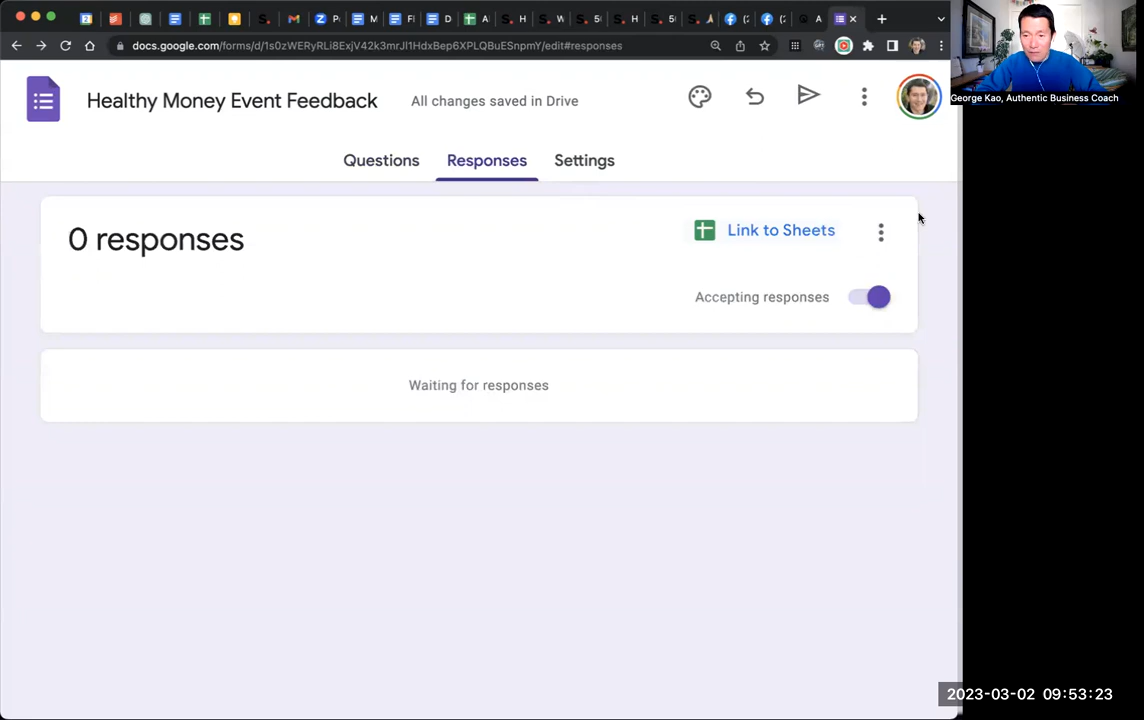 docs.google.com/forms/d/1s0zWERyRLi8ExjV42k3mrJl1HdxBep6XPLQBuESnpmY/edit#responses
George Kao, Authentic Business Coach
Healthy Money Event Feedback
All changes saved in Drive
Questions
Responses
Settings
0 responses
Link to Sheets
Accepting responses
Waiting for responses
2023-03-02 09:53:23